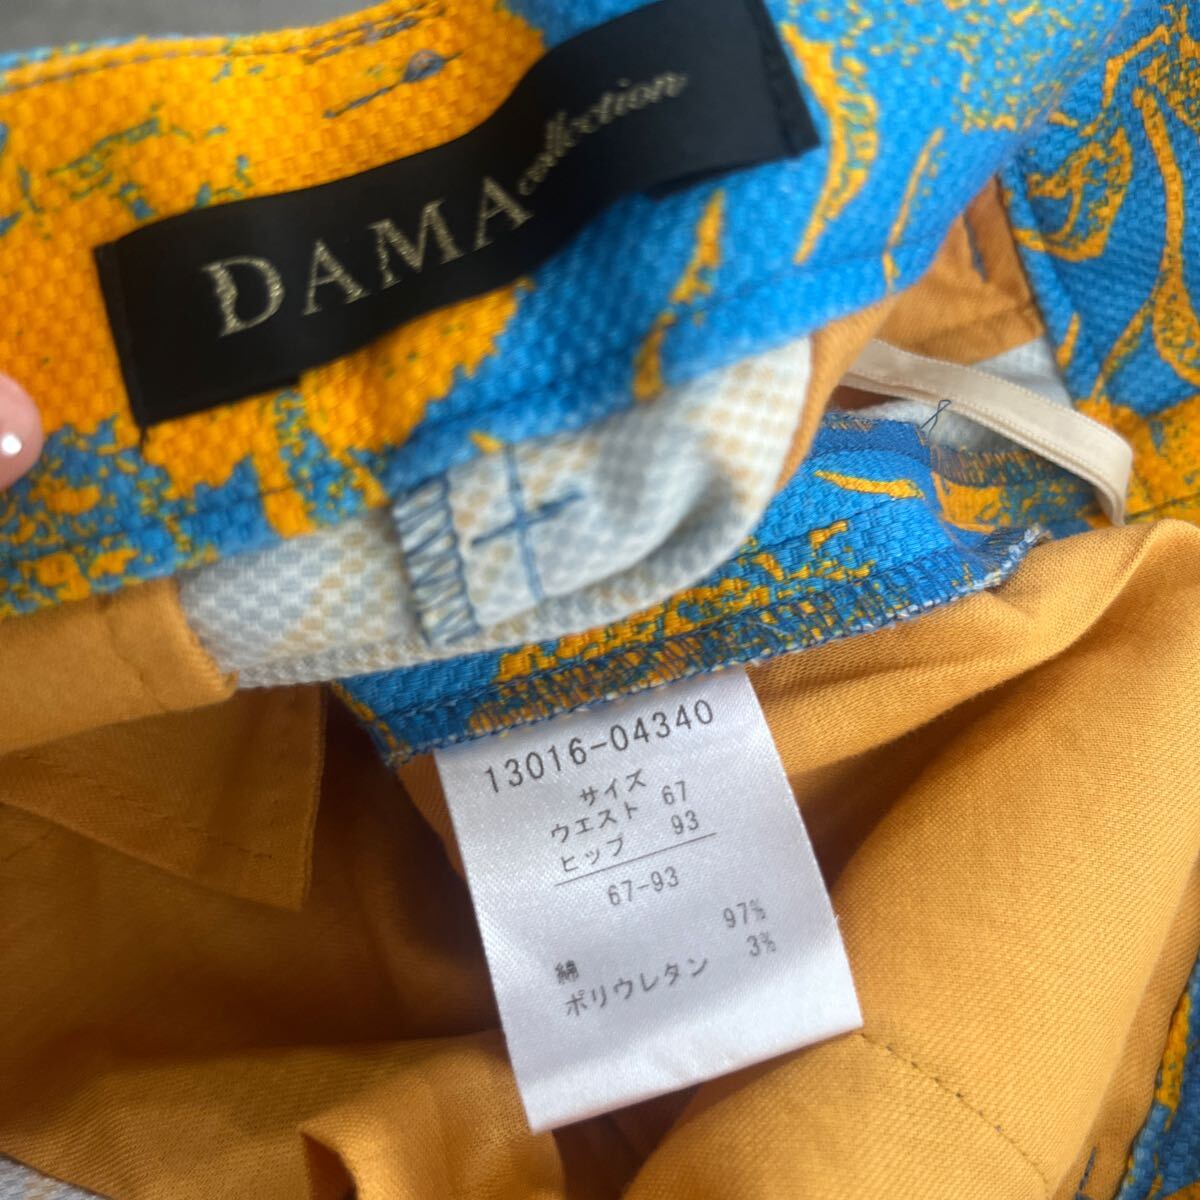 DAMA collection
13016-04340
サイズ
ウエスト 67
ヒップ 93
67-93
綿 97%
ポリウレタン 3%